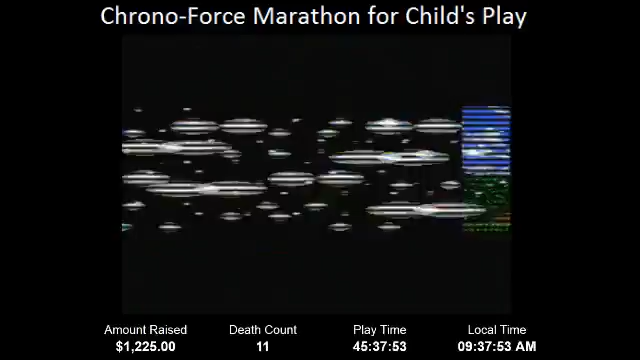 Chrono-Force Marathon for Child's Play
Amount Raised Death Count Play Time Local Time
$1,225.00 11 45:37:53 09:37:53 AM